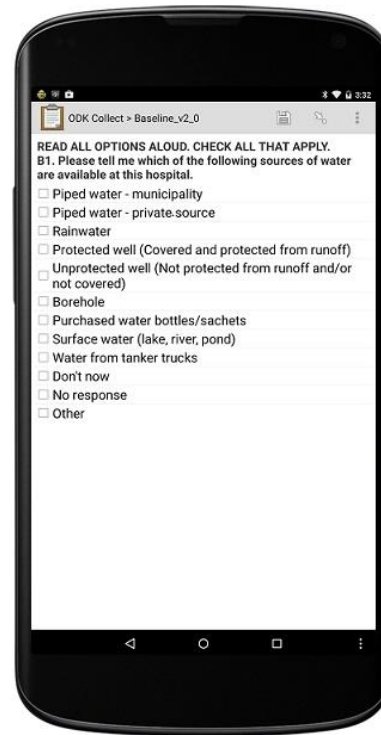 3:32
ODK Collect > Baseline_v2_0
READ ALL OPTIONS ALOUD. CHECK ALL THAT APPLY.
B1. Please tell me which of the following sources of water
are available at this hospital.
Piped water - municipality
Piped water - private source
Rainwater
Protected well (Covered and protected from runoff)
Unprotected well (Not protected from runoff and/or
not covered)
Borehole
Purchased water bottles/sachets
Surface water (lake, river, pond)
Water from tanker trucks
Don't now
No response
Other